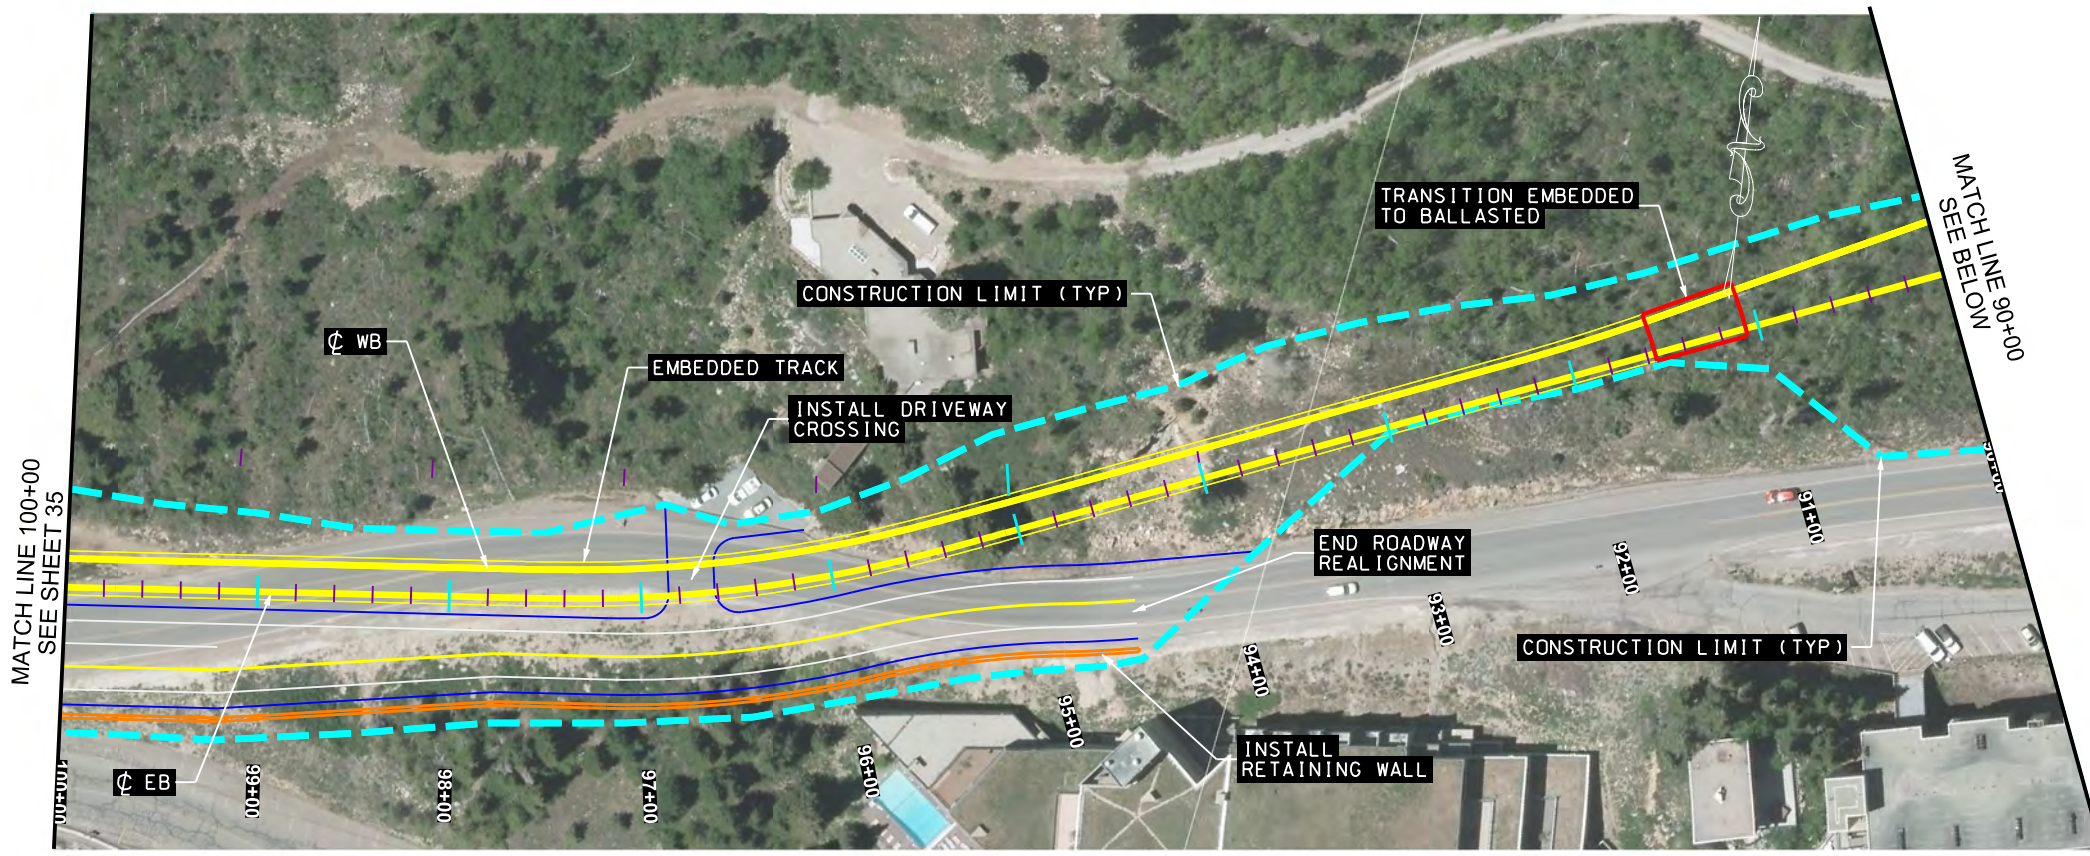 TRANSITION EMBEDDED
TO BALLASTED
MATCH LINE 90+00
SEE BELOW
CONSTRUCTION LIMIT (TYP)
℄ WB
EMBEDDED TRACK
INSTALL DRIVEWAY
CROSSING
MATCH LINE 100+00
SEE SHEET 35
END ROADWAY
REALIGNMENT
CONSTRUCTION LIMIT (TYP)
INSTALL
RETAINING WALL
℄ EB
99+00
98+00
97+00
96+00
95+00
94+00
93+00
92+00
91+00